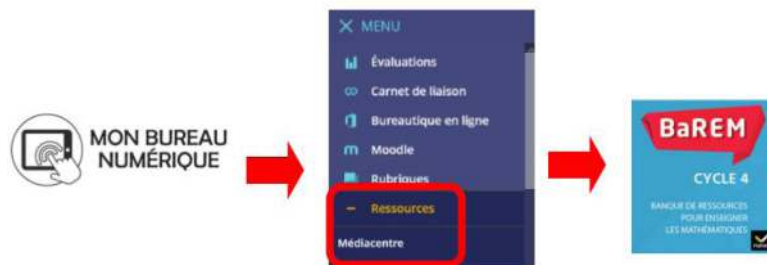 MON BUREAU
NUMÉRIQUE
MENU
Évaluations
Carnet de liaison
Bureautique en ligne
Moodle
Rubriques
Ressources
Médiacentre
BaREM
CYCLE 4
BANQUE DE RESSOURCES
POUR ENSEIGNER
LES MATHÉMATIQUES